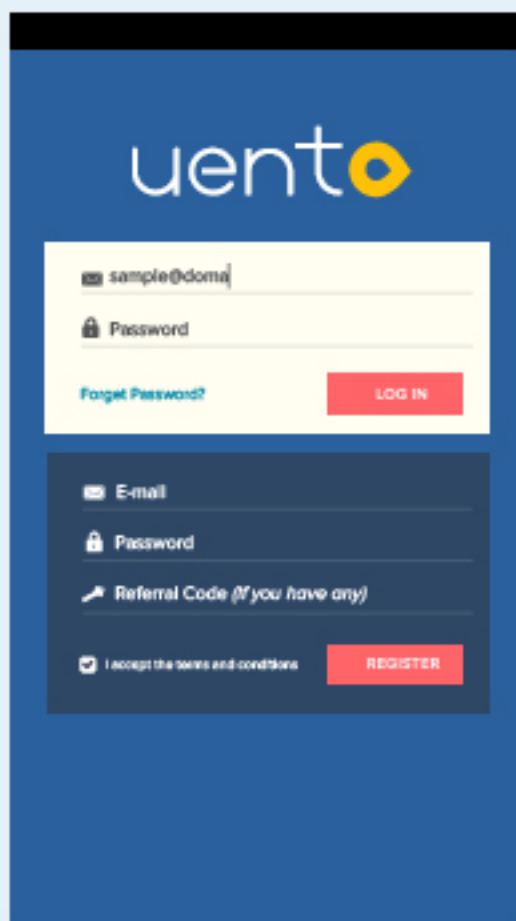 uento
sample@doma
Password
Forget Password?
LOG IN
E-mail
Password
Referral Code (If you have any)
I accept the terms and conditions
REGISTER